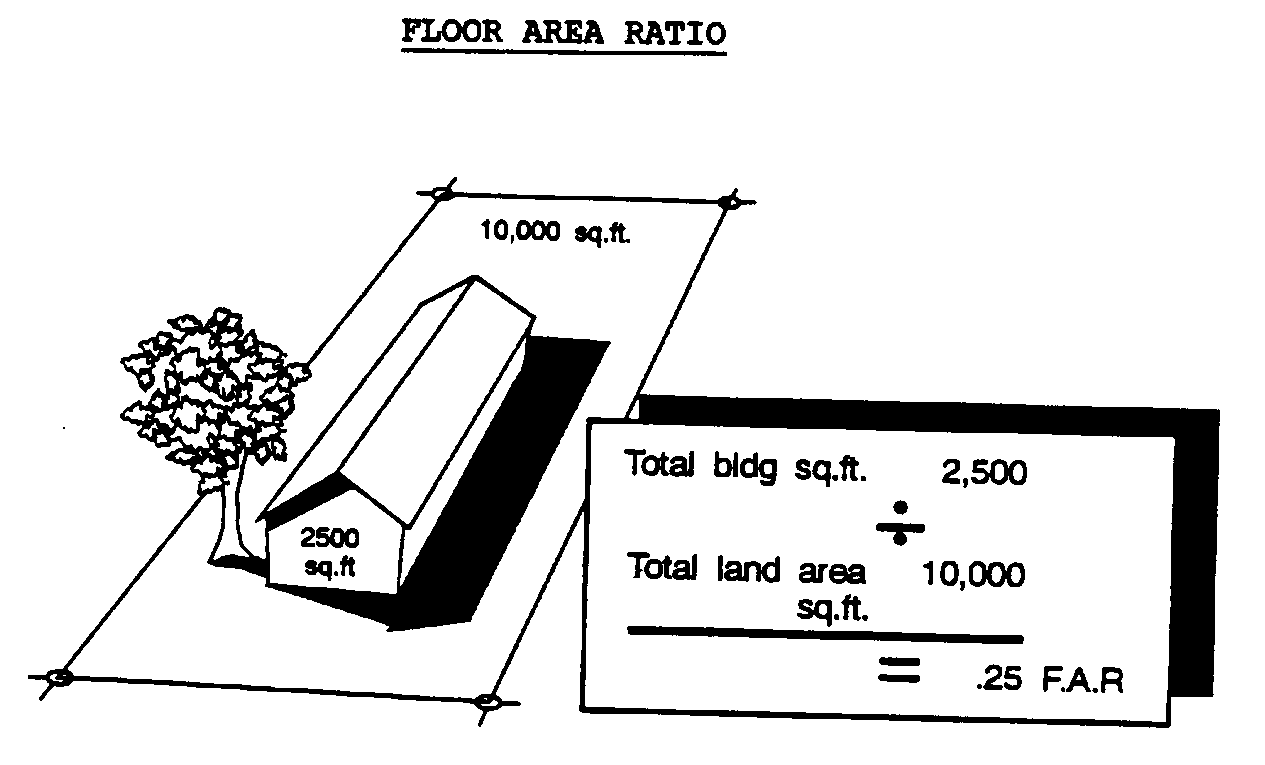 FLOOR AREA RATIO
10,000 sq.ft.
2500
sq.ft
Total bldg sq.ft. 2,500
÷
Total land area 10,000
sq.ft.
= .25 F.A.R